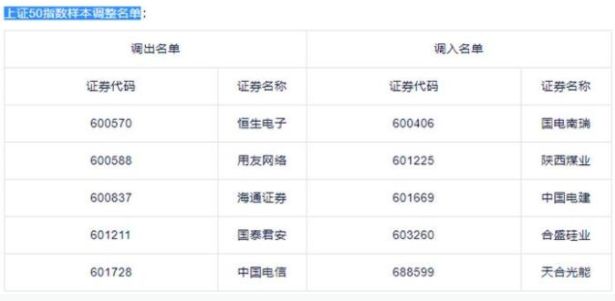 上证50指数样本调整名单：
调出名单 调入名单
证券代码 证券名称 证券代码 证券名称
600570 恒生电子 600406 国电南瑞
600588 用友网络 601225 陕西煤业
600837 海通证券 601669 中国电建
601211 国泰君安 603260 合盛硅业
601728 中国电信 688599 天合光能